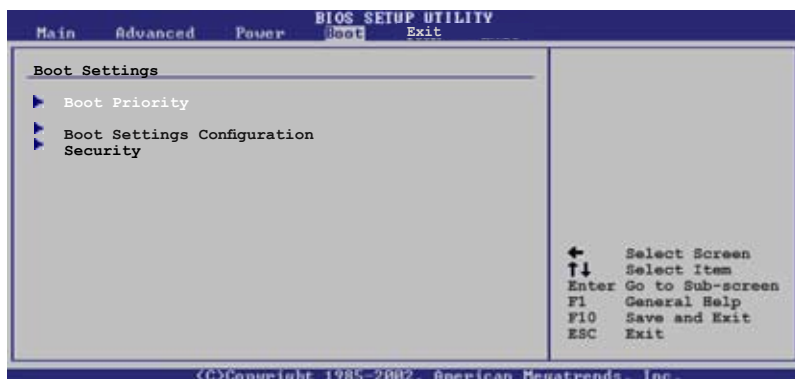 BIOS SETUP UTILITY
Main Advanced Power Boot Exit
Boot Settings
Boot Priority
Boot Settings Configuration
Security
← Select Screen
↑↓ Select Item
Enter Go to Sub-screen
F1 General Help
F10 Save and Exit
ESC Exit
(C)Copyright 1985-2002, American Megatrends, Inc.